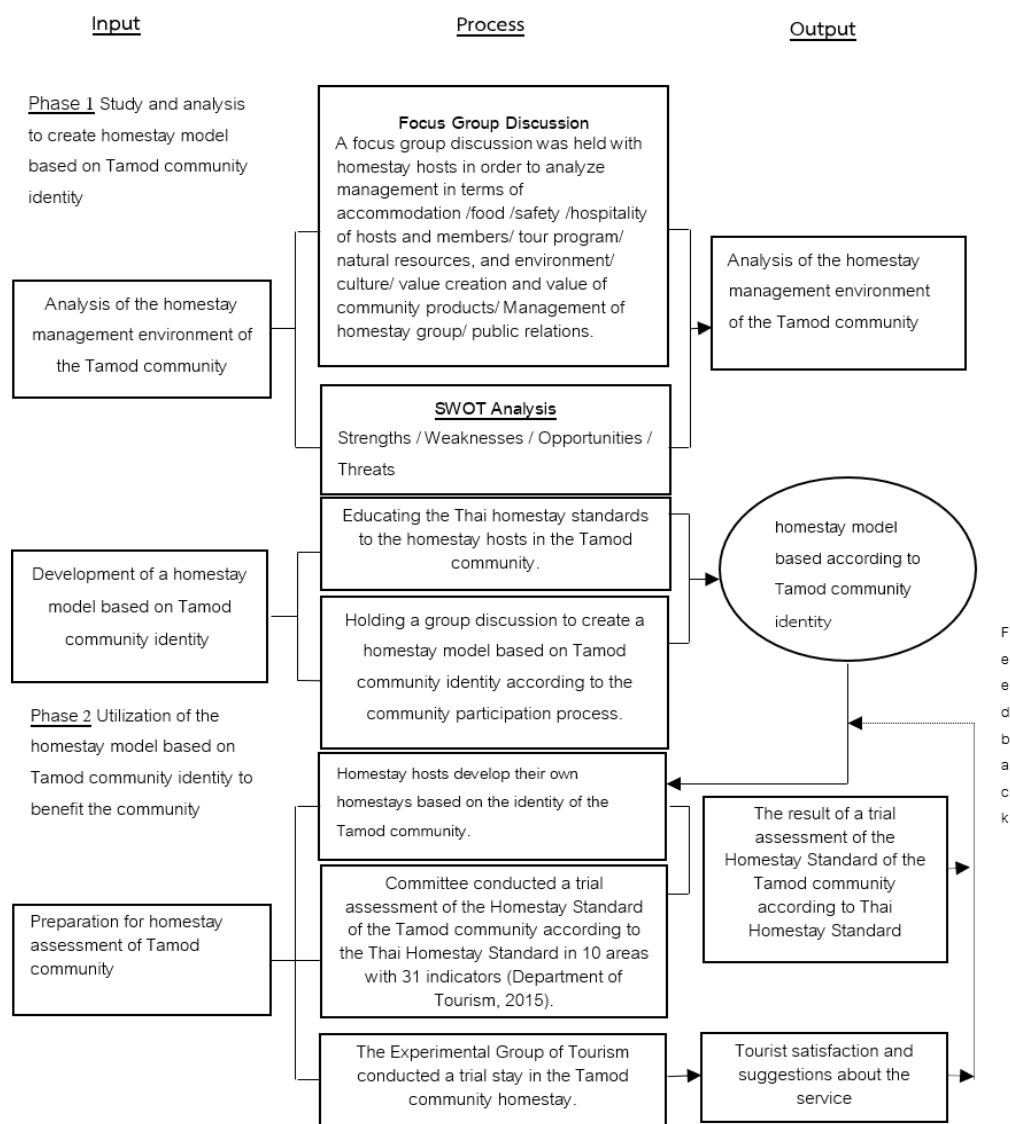 Input
Process
Output
Phase 1 Study and analysis
to create homestay model
based on Tamod community
identity
Focus Group Discussion
A focus group discussion was held with
homestay hosts in order to analyze
management in terms of
accommodation /food /safety /hospitality
of hosts and members/ tour program/
natural resources, and environment/
culture/ value creation and value of
community products/ Management of
homestay group/ public relations.
Analysis of the homestay
management environment of
the Tamod community
Analysis of the homestay
management environment
of the Tamod community
SWOT Analysis
Strengths / Weaknesses / Opportunities /
Threats
Educating the Thai homestay standards
to the homestay hosts in the Tamod
community.
Development of a homestay
model based on Tamod
community identity
Holding a group discussion to create a
homestay model based on Tamod
community identity according to the
community participation process.
homestay model
based according to
Tamod community
identity
F
e
e
d
b
a
c
k
Phase 2 Utilization of the
homestay model based on
Tamod community identity to
benefit the community
Homestay hosts develop their own
homestays based on the identity of the
Tamod community.
Preparation for homestay
assessment of Tamod
community
Committee conducted a trial
assessment of the Homestay Standard
of the Tamod community according to
the Thai Homestay Standard in 10 areas
with 31 indicators (Department of
Tourism, 2015).
The result of a trial
assessment of the
Homestay Standard of the
Tamod community
according to Thai
Homestay Standard
The Experimental Group of Tourism
conducted a trial stay in the Tamod
community homestay.
Tourist satisfaction and
suggestions about the
service